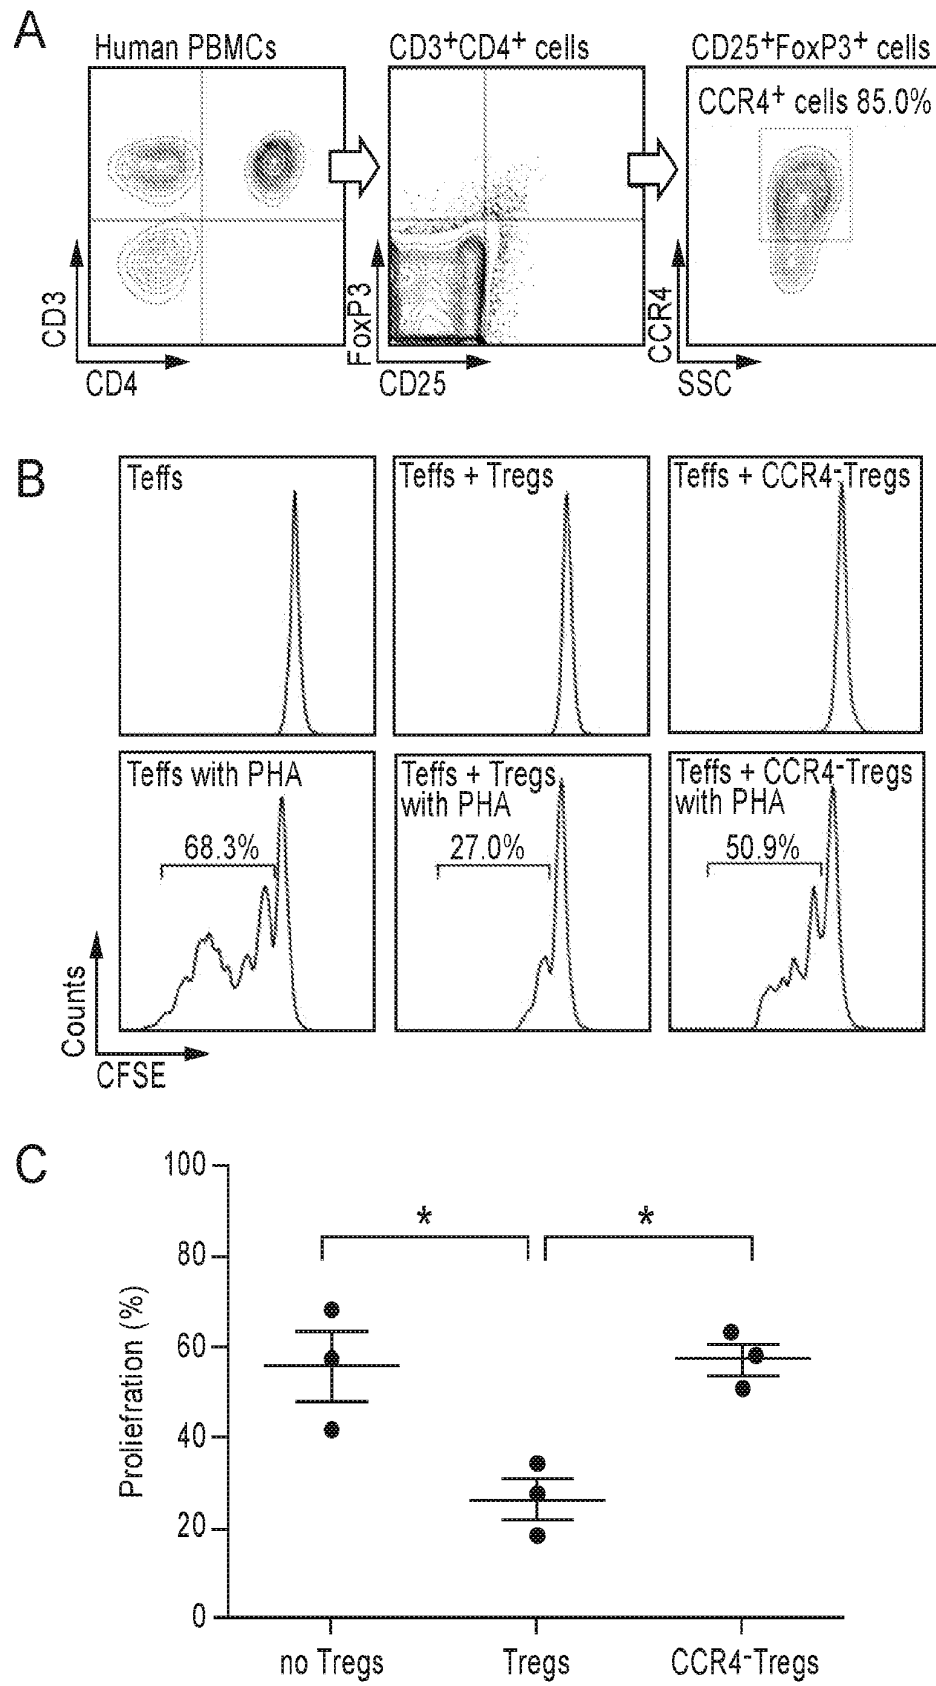 A
Human PBMCs
CD3+CD4+ cells
CD25+FoxP3+ cells
CCR4+ cells 85.0%
CD3
CD4
FoxP3
CD25
CCR4
SSC
B
Teffs
Teffs + Tregs
Teffs + CCR4-Tregs
Teffs with PHA
68.3%
Teffs + Tregs
with PHA
27.0%
Teffs + CCR4-Tregs
with PHA
50.9%
Counts
CFSE
C
Proliefration (%)
100
80
60
40
20
0
*
*
no Tregs
Tregs
CCR4-Tregs